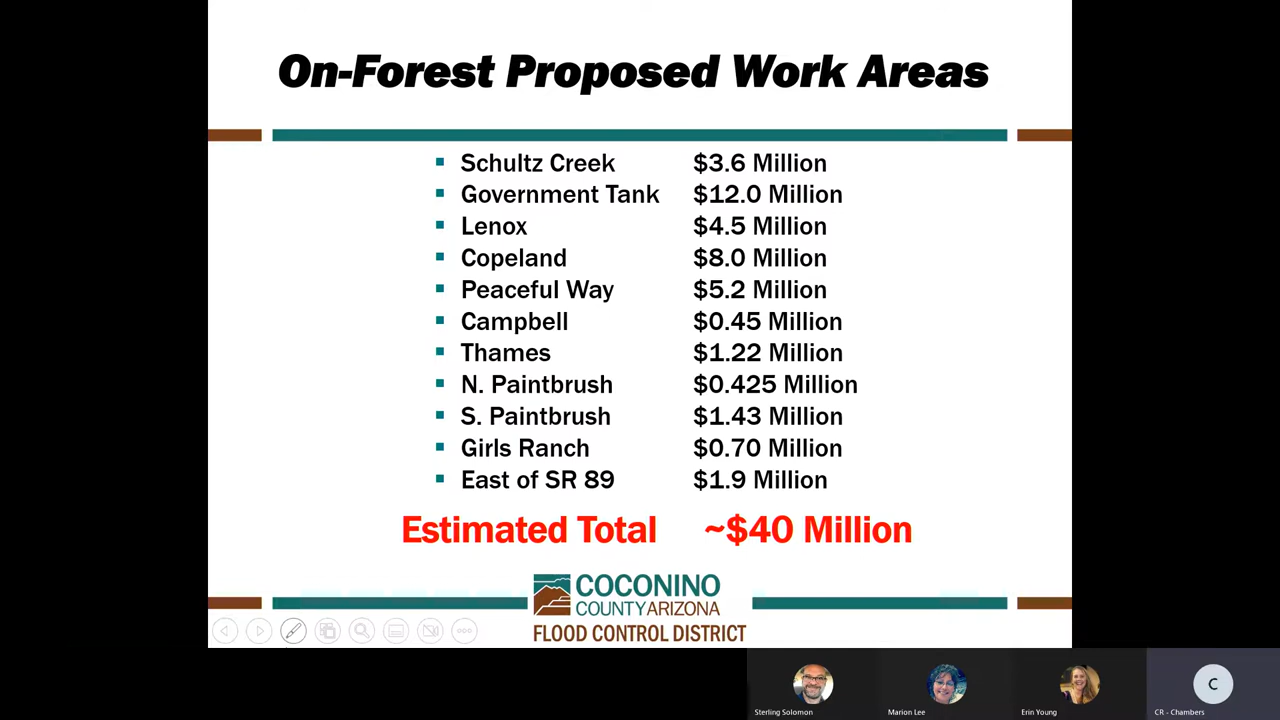 On-Forest Proposed Work Areas
Schultz Creek $3.6 Million
Government Tank $12.0 Million
Lenox $4.5 Million
Copeland $8.0 Million
Peaceful Way $5.2 Million
Campbell $0.45 Million
Thames $1.22 Million
N. Paintbrush $0.425 Million
S. Paintbrush $1.43 Million
Girls Ranch $0.70 Million
East of SR 89 $1.9 Million
Estimated Total ~$40 Million
COCONINO
COUNTY ARIZONA
FLOOD CONTROL DISTRICT
C
Sterling Solomon Marion Lee Erin Young CR - Chambers